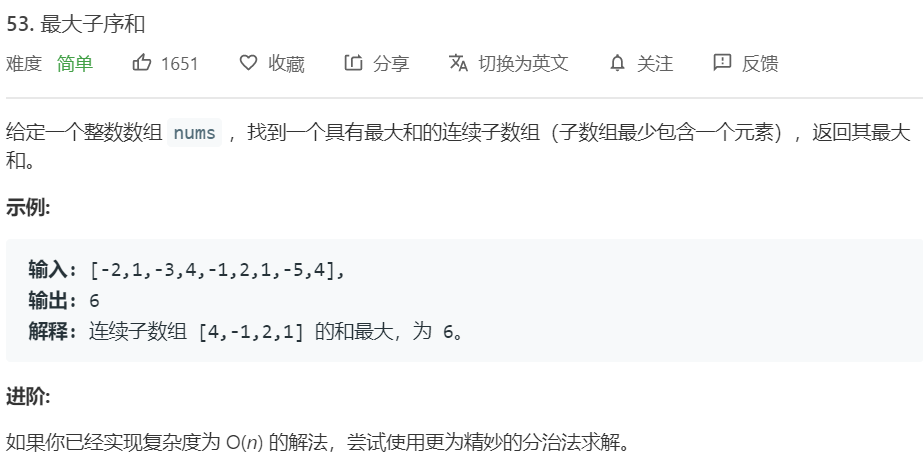 53. 最大子序和
难度 简单 1651 收藏 分享 切换为英文 关注 反馈
给定一个整数数组 nums ，找到一个具有最大和的连续子数组（子数组最少包含一个元素），返回其最大
和。
示例:
输入: [-2,1,-3,4,-1,2,1,-5,4],
输出: 6
解释: 连续子数组 [4,-1,2,1] 的和最大，为 6。
进阶:
如果你已经实现复杂度为 O(n) 的解法，尝试使用更为精妙的分治法求解。